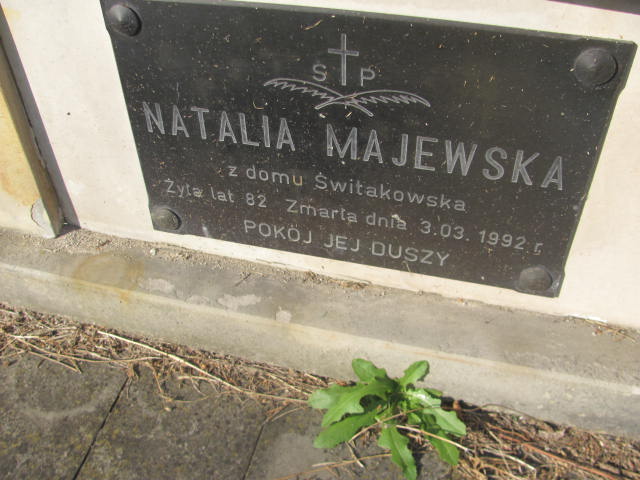 Ś P
NATALIA MAJEWSKA
z domu Świtakowska
Żyła lat 82 Zmarła dnia 3.03.1992 r.
POKÓJ JEJ DUSZY